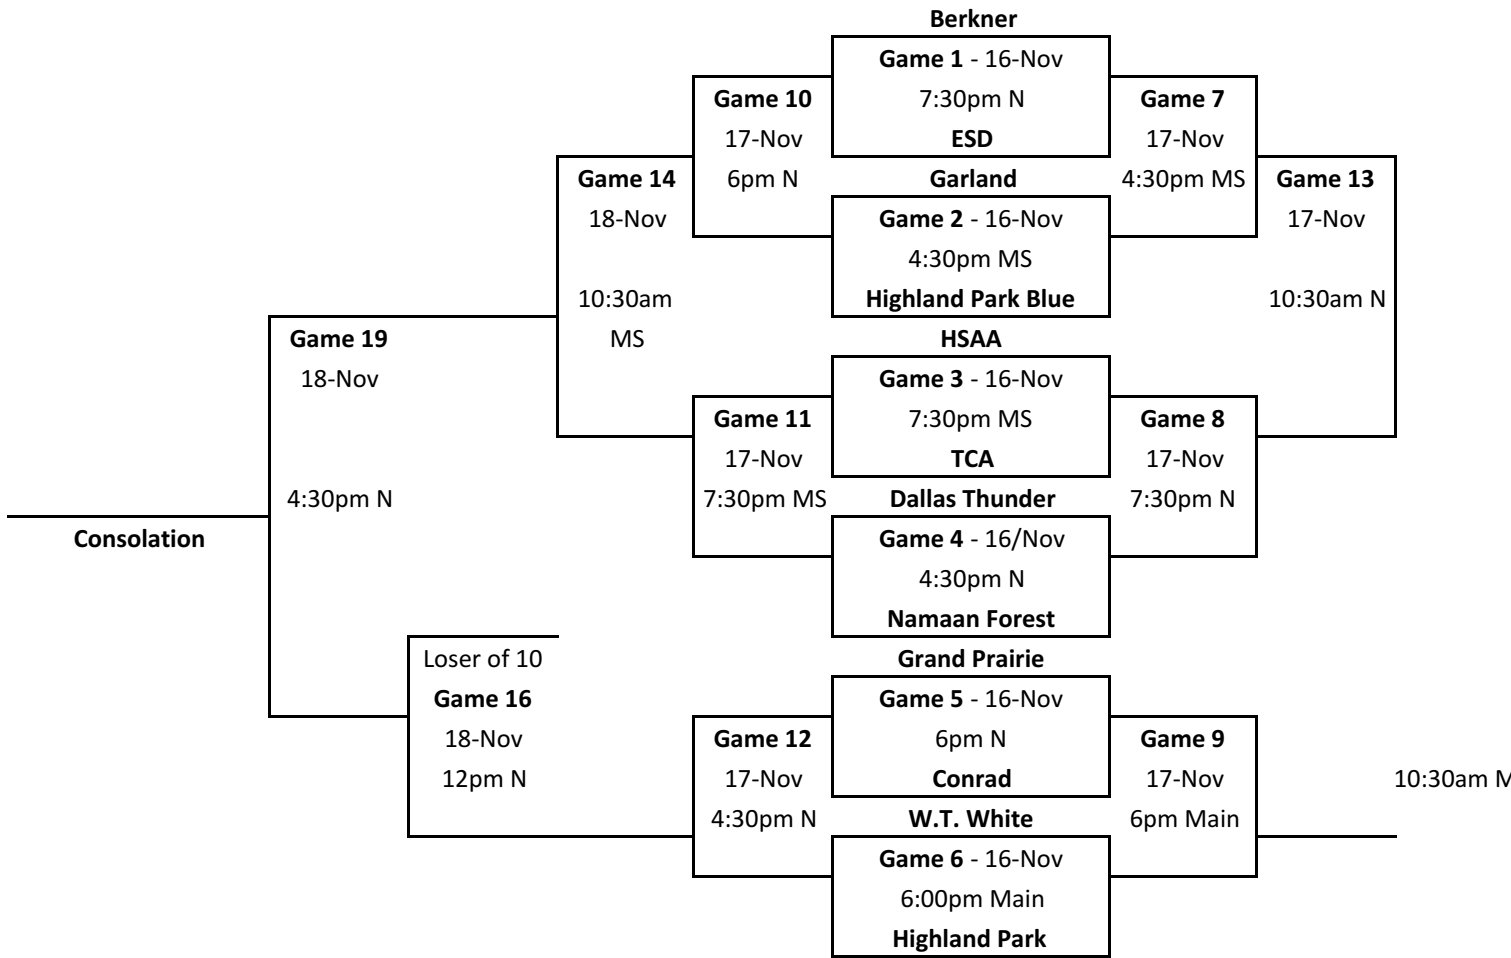 Berkner
Game 1 - 16-Nov
Game 10
7:30pm N
Game 7
17-Nov
ESD
17-Nov
Game 14
6pm N
Garland
4:30pm MS
Game 13
18-Nov
Game 2 - 16-Nov
17-Nov
4:30pm MS
10:30am
Highland Park Blue
10:30am N
Game 19
MS
HSAA
18-Nov
Game 3 - 16-Nov
Game 11
7:30pm MS
Game 8
17-Nov
TCA
17-Nov
4:30pm N
7:30pm MS
Dallas Thunder
7:30pm N
Consolation
Game 4 - 16/Nov
4:30pm N
Namaan Forest
Loser of 10
Grand Prairie
Game 16
Game 5 - 16-Nov
18-Nov
Game 12
6pm N
Game 9
12pm N
17-Nov
Conrad
17-Nov
10:30am M
4:30pm N
W.T. White
6pm Main
Game 6 - 16-Nov
6:00pm Main
Highland Park